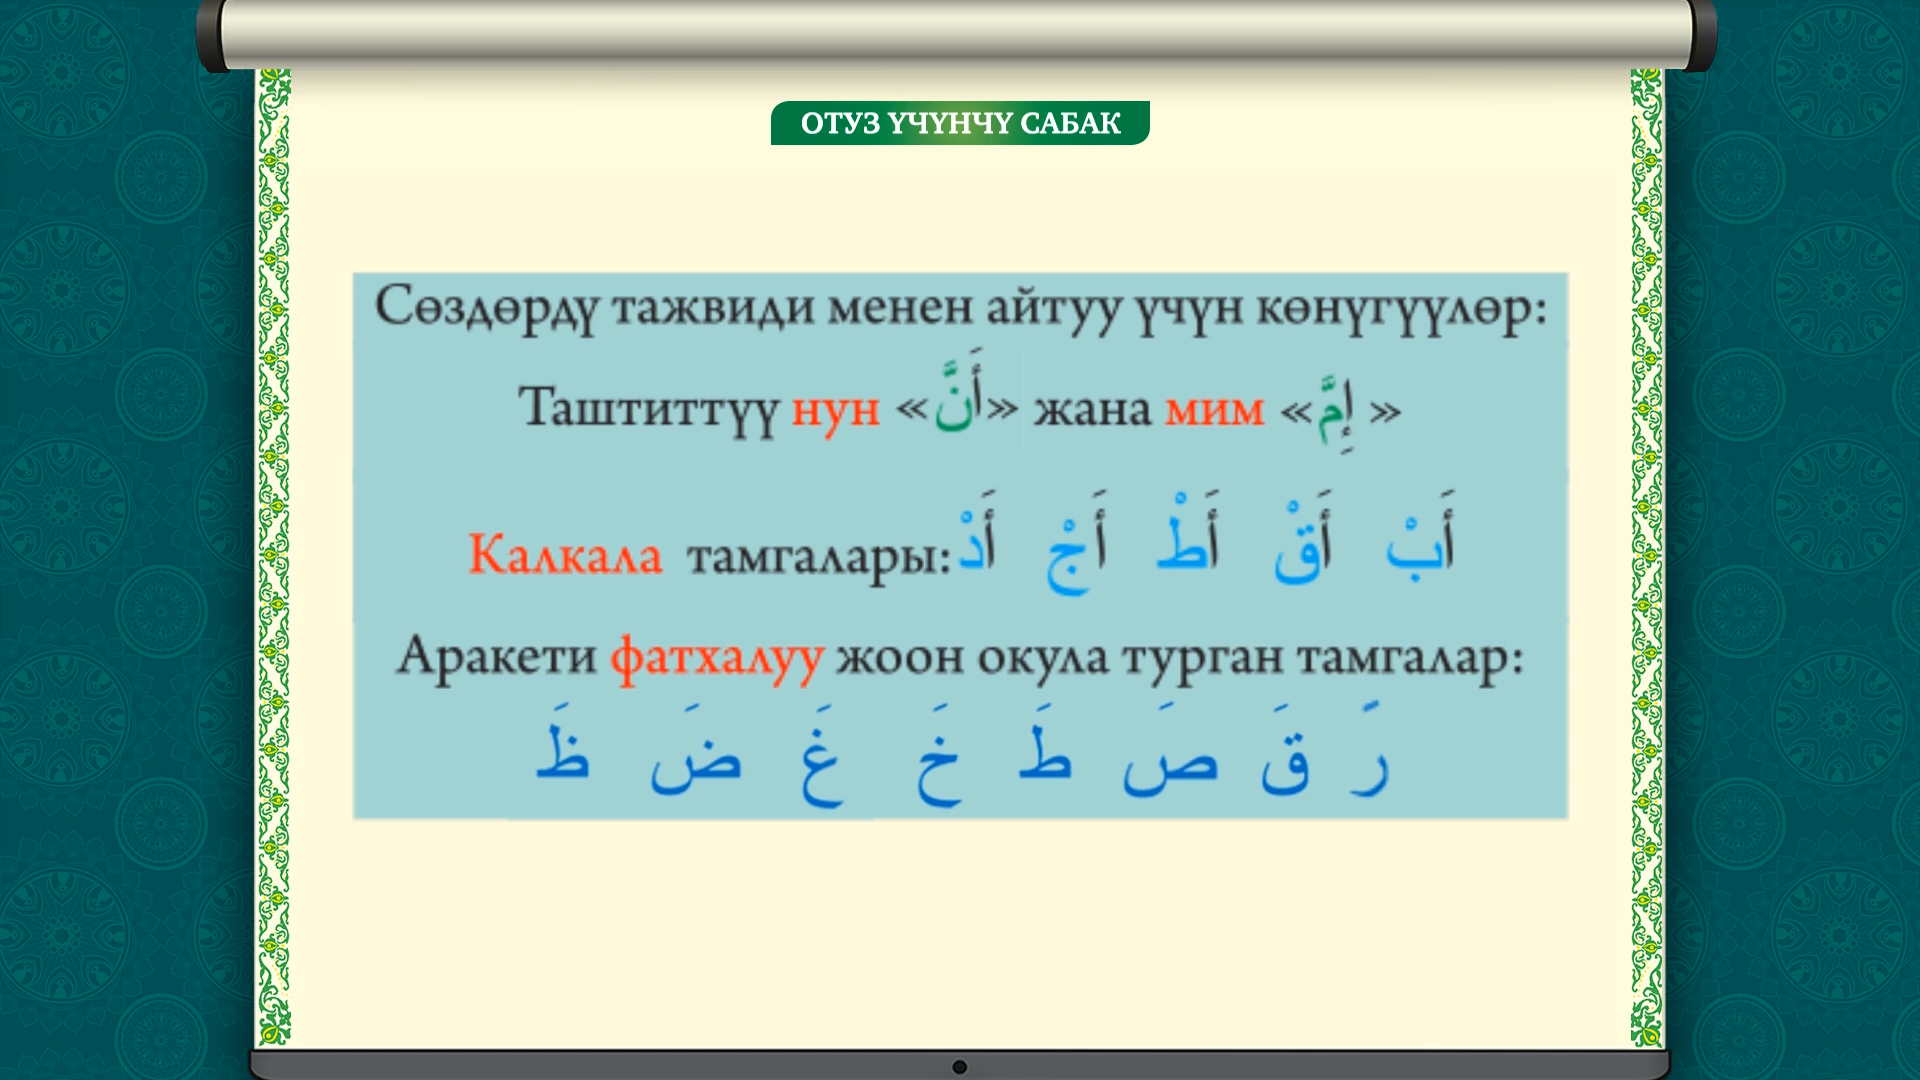 ОТУЗ ҮЧҮНЧҮ САБАК
Сөздөрдү тажвиди менен айтуу үчүн көнүгүүлөр:
Таштиттүү нун «أَنَّ» жана мим «إِمَّ »
Калкала тамгалары: أَدْ أَجْ أَطْ أَقْ أَبْ
Аракети фатхалуу жоон окула турган тамгалар:
رَ قَ صَ طَ خَ غَ ضَ ظَ